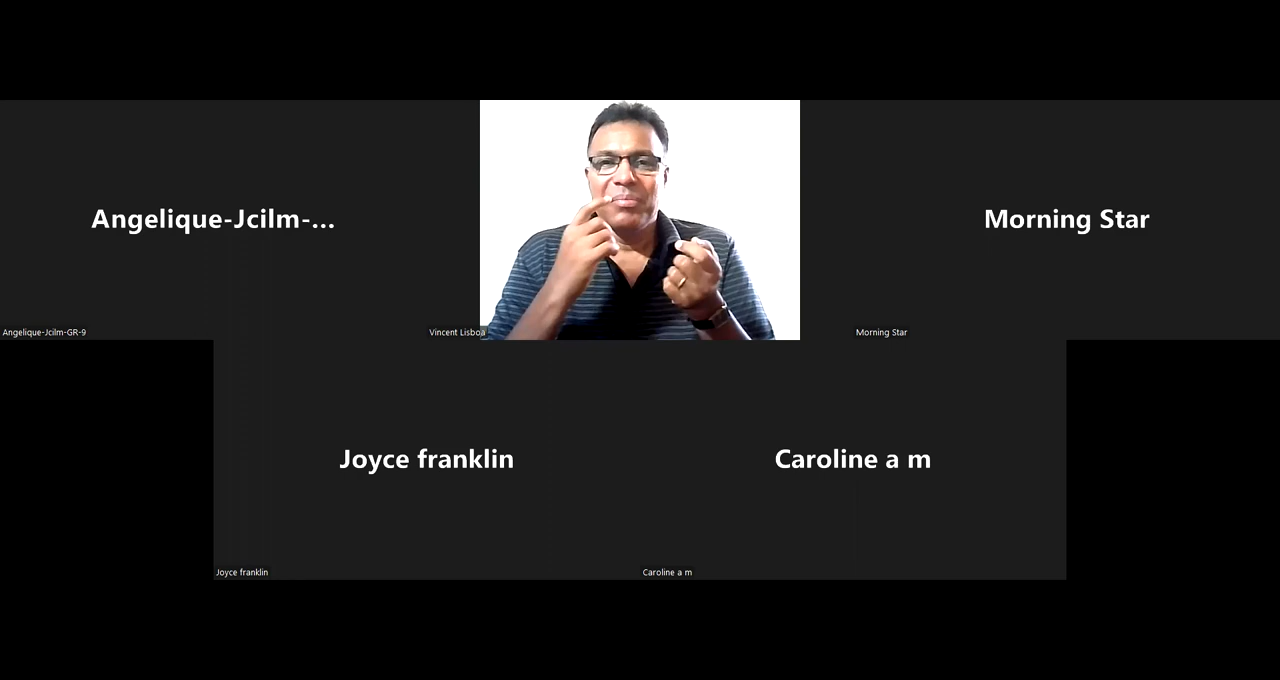 Angelique-Jcilm-...
Morning Star
Angelique-Jcilm-GR-9
Vincent Lisboa
Morning Star
Joyce franklin
Caroline a m
Joyce franklin
Caroline a m